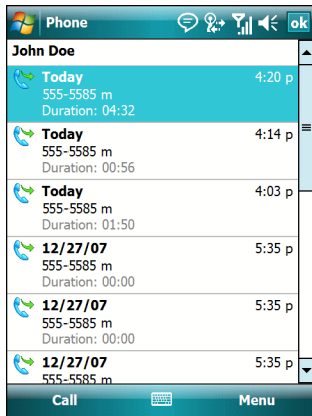 Phone
ok
John Doe
Today 4:20 p
555-5585 m
Duration: 04:32
Today 4:14 p
555-5585 m
Duration: 00:56
Today 4:03 p
555-5585 m
Duration: 01:50
12/27/07 5:35 p
555-5585 m
Duration: 00:00
12/27/07 5:35 p
555-5585 m
Duration: 00:00
12/27/07 5:35 p
555-5585 m
Call Menu